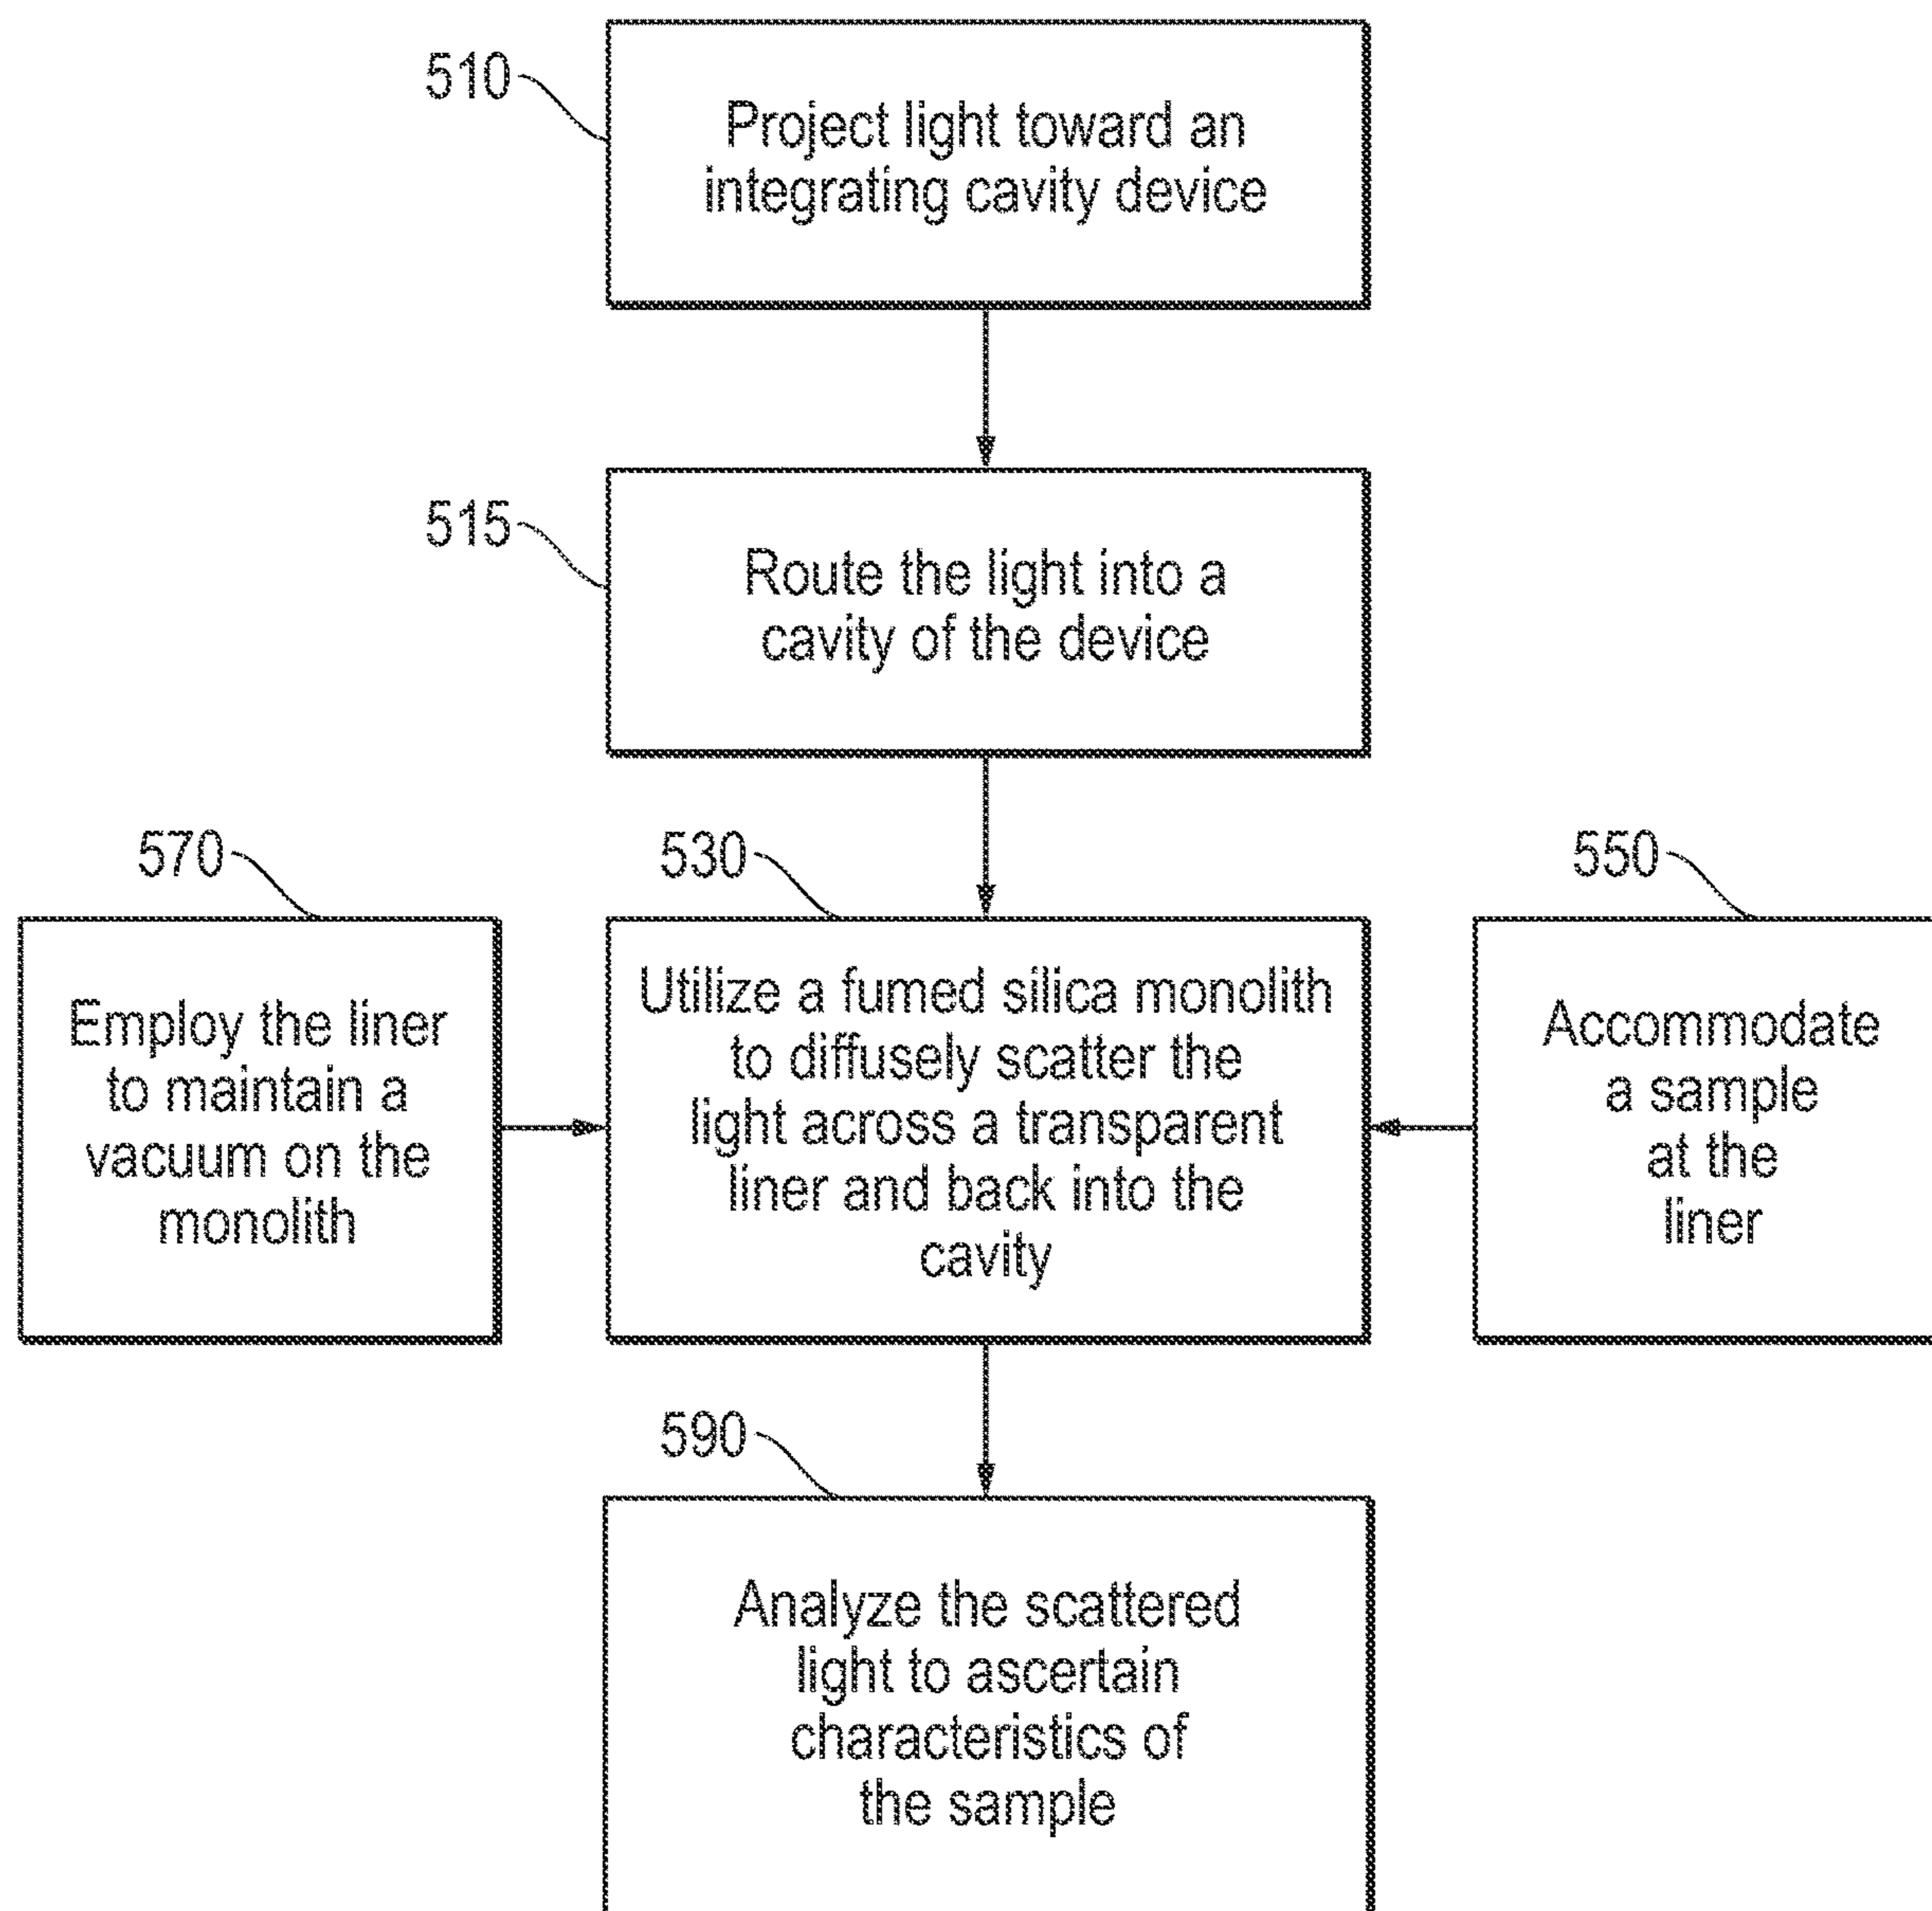 510
Project light toward an
integrating cavity device
515
Route the light into a
cavity of the device
570
Employ the liner
to maintain a
vacuum on the
monolith
530
Utilize a fumed silica monolith
to diffusely scatter the
light across a transparent
liner and back into the
cavity
550
Accommodate
a sample
at the
liner
590
Analyze the scattered
light to ascertain
characteristics of
the sample